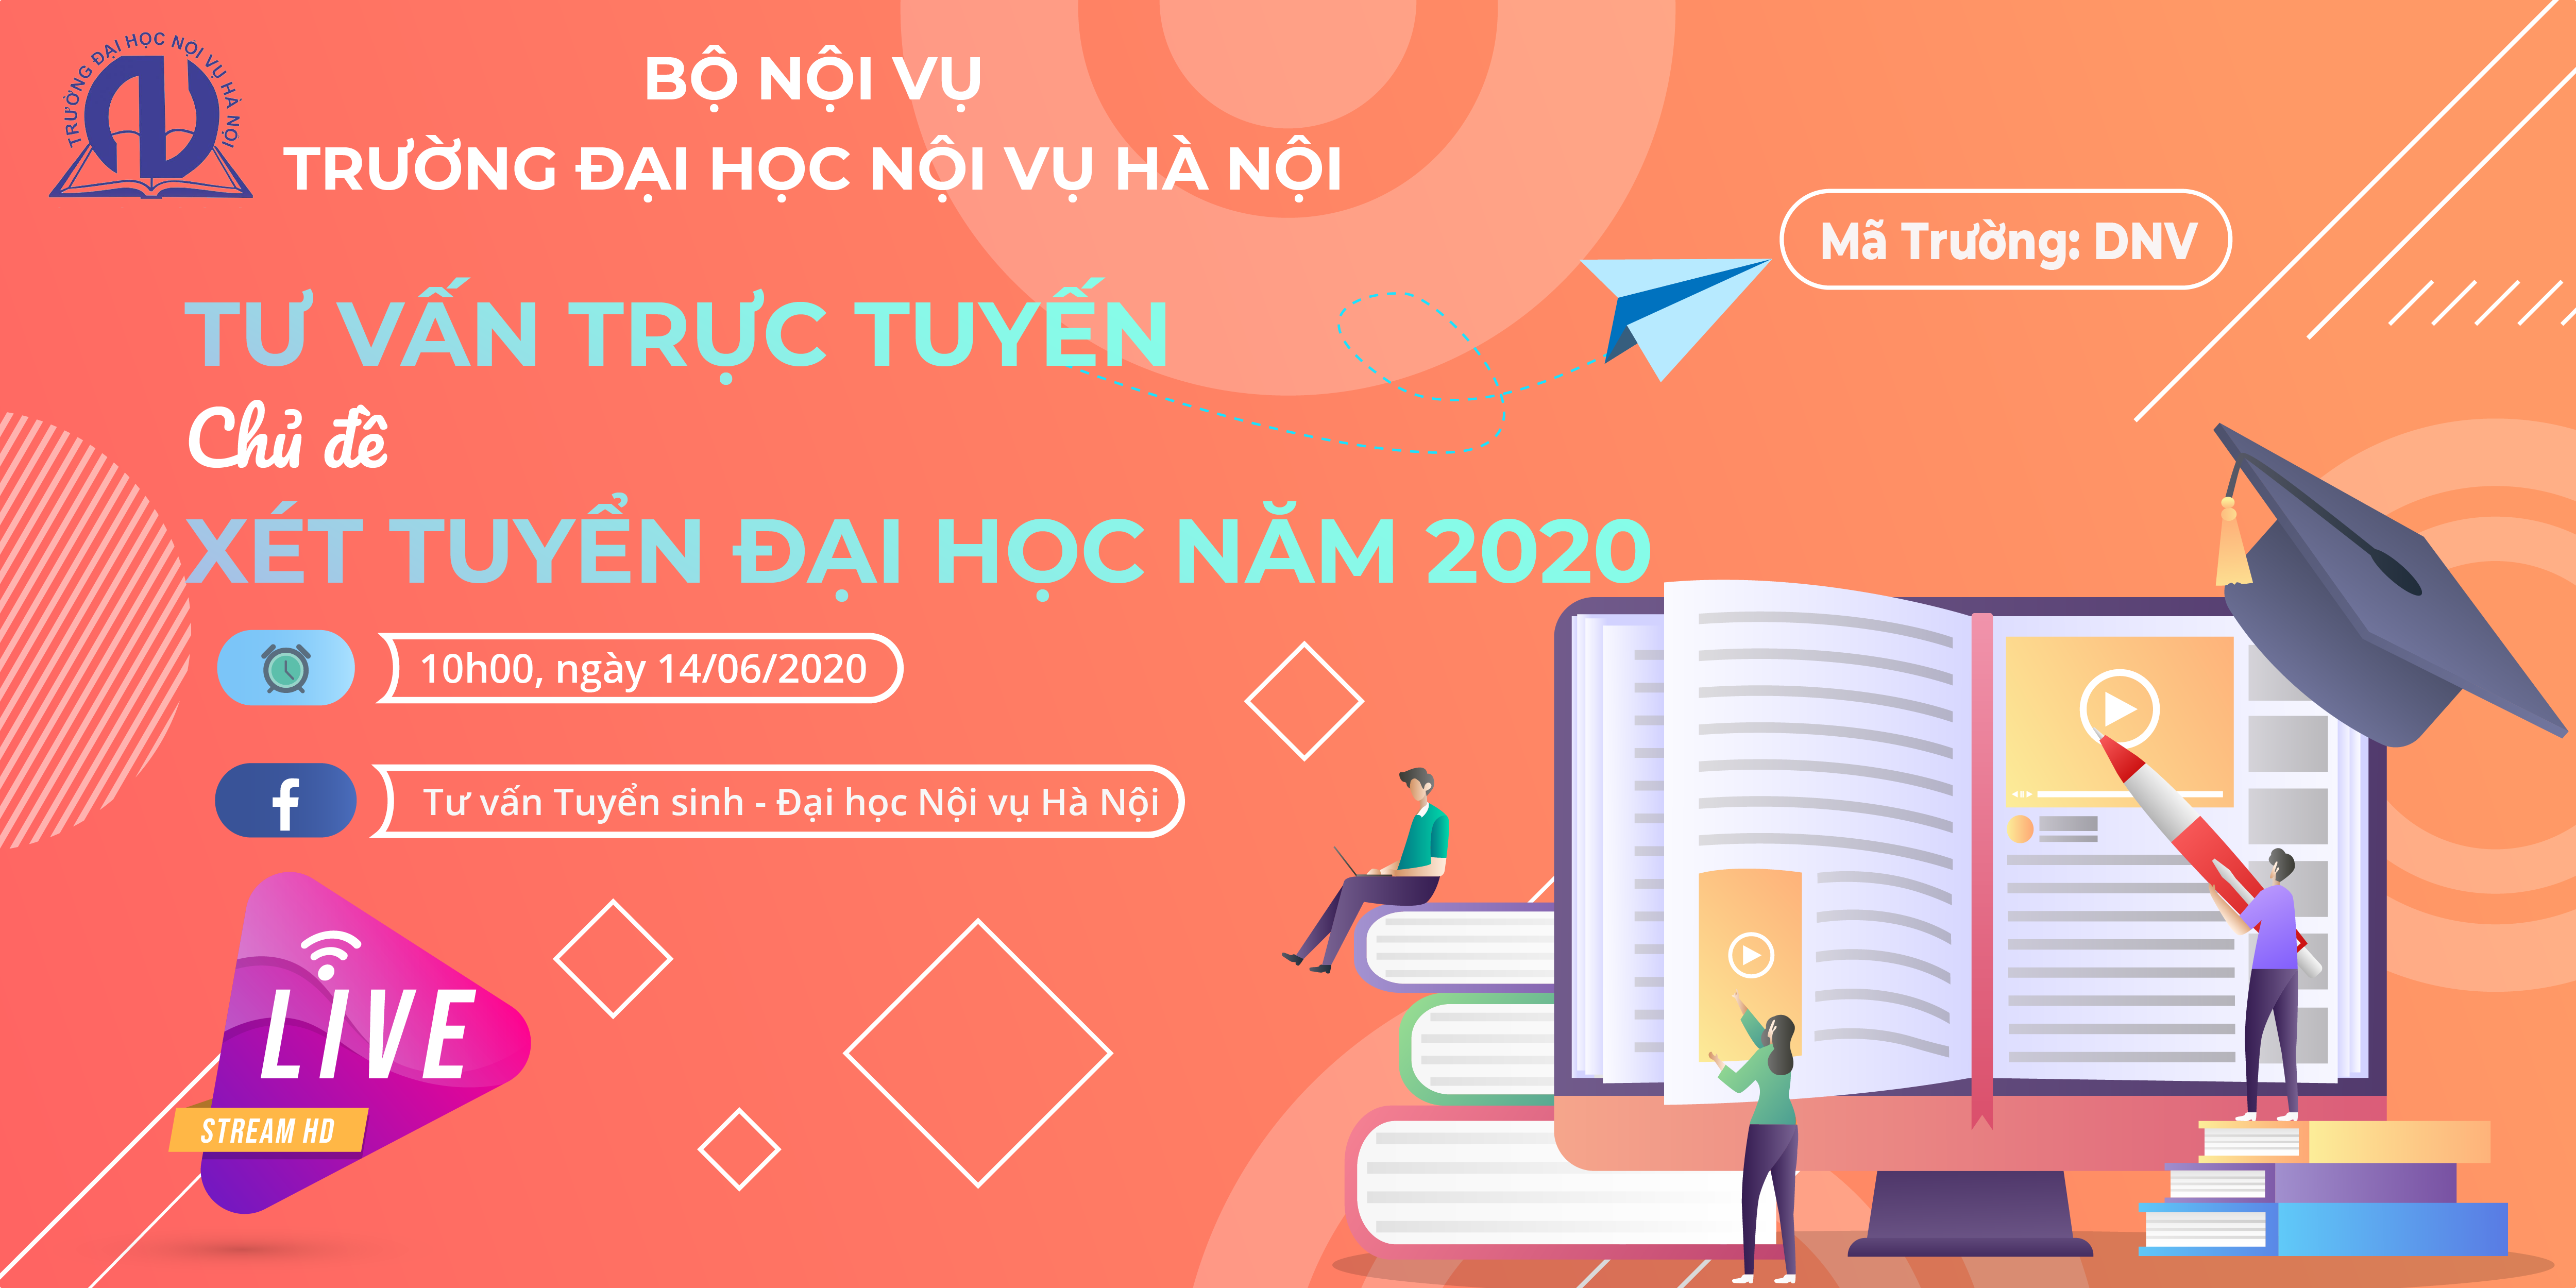 TRƯỜNG ĐẠI HỌC NỘI VỤ HÀ NỘI
BỘ NỘI VỤ
TRƯỜNG ĐẠI HỌC NỘI VỤ HÀ NỘI
Mã Trường: DNV
TƯ VẤN TRỰC TUYẾN
Chủ đề
XÉT TUYỂN ĐẠI HỌC NĂM 2020
10h00, ngày 14/06/2020
f
Tư vấn Tuyển sinh - Đại học Nội vụ Hà Nội
LIVE
STREAM HD